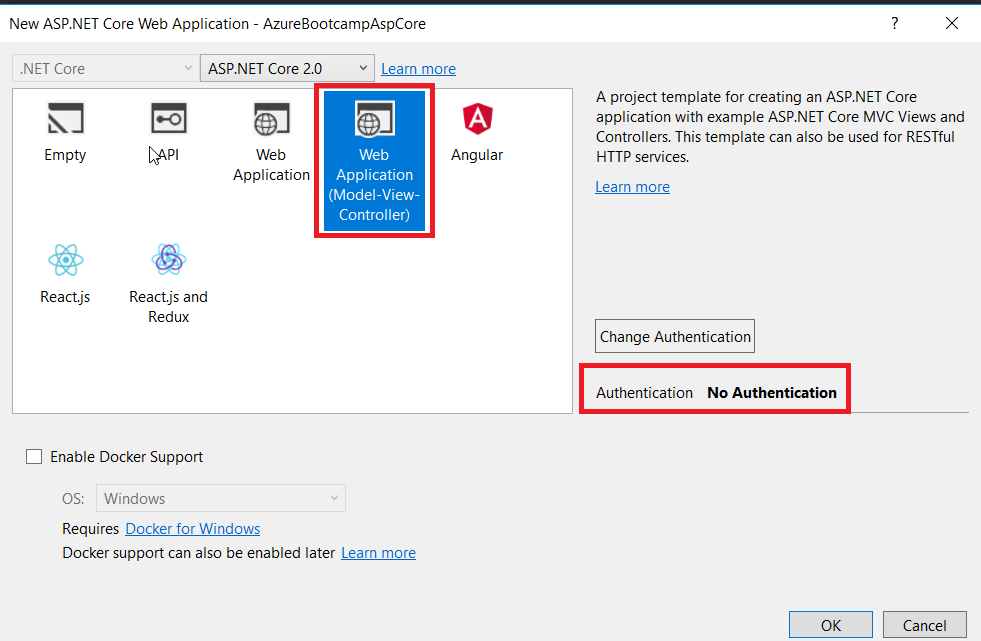 New ASP.NET Core Web Application - AzureBootcampAspCore
?
.NET Core
ASP.NET Core 2.0
Learn more
Empty
API
Web
Application
Web
Application
(Model-View-
Controller)
Angular
React.js
React.js and
Redux
A project template for creating an ASP.NET Core
application with example ASP.NET Core MVC Views and
Controllers. This template can also be used for RESTful
HTTP services.
Learn more
Change Authentication
Authentication No Authentication
Enable Docker Support
OS: Windows
Requires Docker for Windows
Docker support can also be enabled later Learn more
OK
Cancel